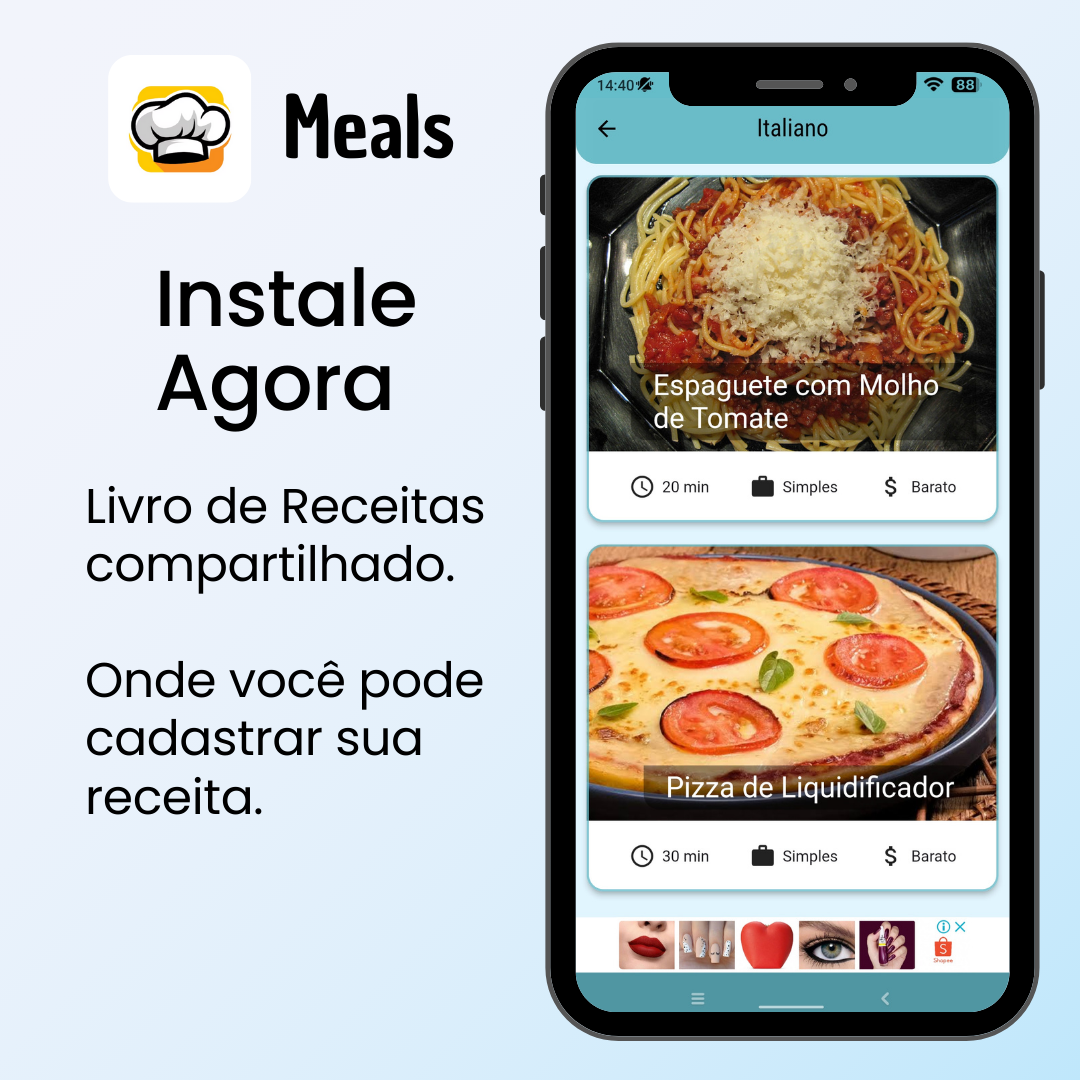 Meals
Instale
Agora
Livro de Receitas
compartilhado.
Onde você pode
cadastrar sua
receita.
14:40
88
Italiano
Espaguete com Molho
de Tomate
20 min Simples $ Barato
Pizza de Liquidificador
30 min Simples $ Barato
S
Shopee